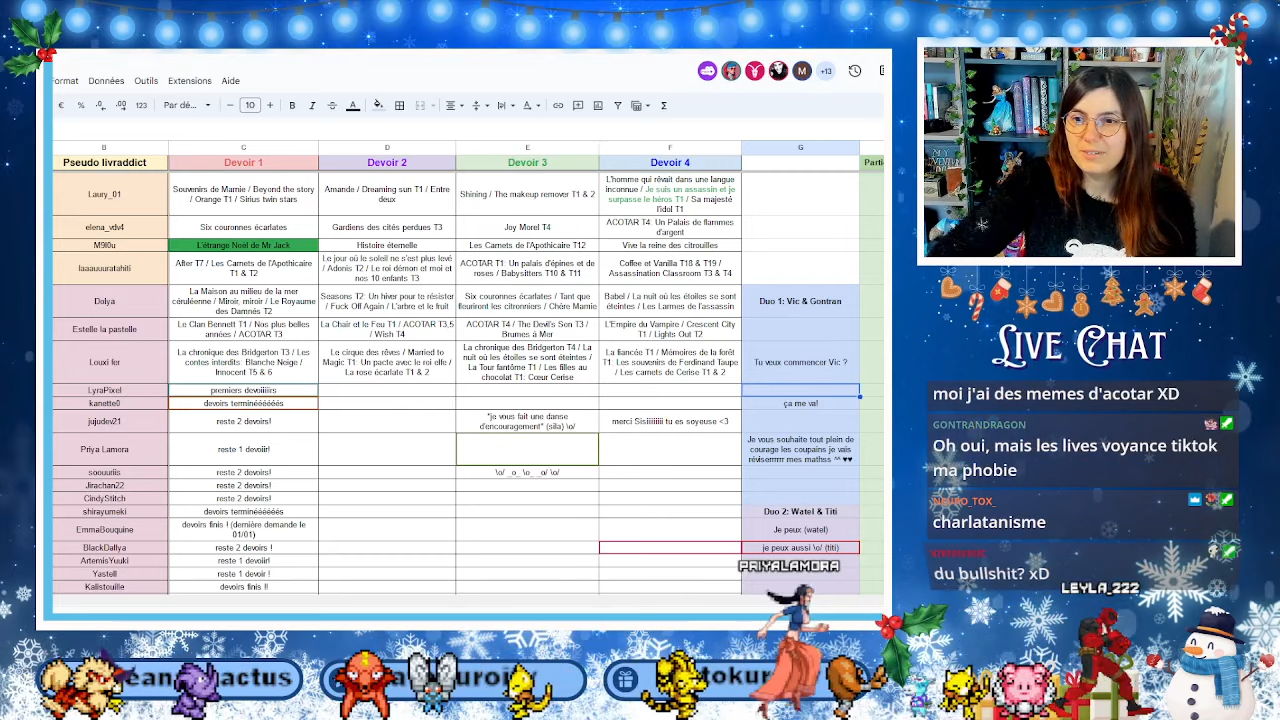 ormat Données Outils Extensions Aide
M +13
€ % .0 .00 123 Par dé... − 10 + B I A Σ
B C D E F G
Pseudo livraddict Devoir 1 Devoir 2 Devoir 3 Devoir 4 Parti
Laury_01
Souvenirs de Mamie / Beyond the story
/ Orange T1 / Sirius twin stars
Amande / Dreaming sun T1 / Entre
deux
Shining / The makeup remover T1 & 2
L'homme qui rêvait dans une langue
inconnue / Je suis un assassin et je
surpasse le héros T1 / Sa majesté
l'idol T1
elena_vdv4
Six couronnes écarlates
Gardiens des cités perdues T3
Joy Morel T4
ACOTAR T4: Un Palais de flammes
d'argent
M9l0u
L'étrange Noël de Mr Jack
Histoire éternelle
Les Carnets de l'Apothicaire T12
Vive la reine des citrouilles
laaauuuratahiti
After T7 / Les Carnets de l'Apothicaire
T1 & T2
Le jour où le soleil ne s'est plus levé
/ Adonis T2 / Le roi démon et moi et
nos 10 enfants T3
ACOTAR T1: Un palais d'épines et
de roses / Babysitters T10 & T11
Coffee et Vanilla T18 & T19 /
Assassination Classroom T3 & T4
Dolya
La Maison au milieu de la mer
céruléenne / Miroir, miroir / Le Royaume
des Damnés T2
Seasons T2: Un hiver pour te résister
/ Fuck Off Again / L'arbre et le fruit
Six couronnes écarlates / Tant que
fleuriront les citronniers / Chère Mamie
Babel / La nuit où les étoiles se sont
éteintes / Les Larmes de l'assassin
Duo 1: Vic & Gontran
Estelle la pastelle
Le Clan Bennett T1 / Nos plus belles
années / ACOTAR T3
La Chair et le Feu T1 / ACOTAR T3,5
/ Wish T4
ACOTAR T4 / The Devil's Son T3 /
Brumes à Mer
L'Empire du Vampire / Crescent City
T1 / Lights Out T2
Louxi fer
La chronique des Bridgerton T3 / Les
contes interdits: Blanche Neige /
Innocent T5 & 6
Le cirque des rêves / Married to
Magic T1: Un pacte avec le roi elfe /
La rose écarlate T1 & 2
La chronique des Bridgerton T4 / La
nuit où les étoiles se sont éteintes /
La Tour fantôme T1 / Les filles au
chocolat T1: Cœur Cerise
La fiancée T1 / Mémoires de la forêt
T1: Les souvenirs de Ferdinand Taupe
/ Les carnets de Cerise T1 & 2
Tu veux commencer Vic ?
LyraPixel premiers devoiiiiirs
kanette0 devoirs terminéééééés ça me va!
jujudev21 reste 2 devoirs!
"je vous fait une danse
d'encouragement" (sila) \o/
merci Sisiiiiiiiii tu es soyeuse <3
Priya Lamora reste 1 devoir!
Je vous souhaite tout plein de
courage les coupains je vais
réviserrrrrr mes mathss ^^ ♥♥
soouuriis reste 2 devoirs! \o/ _o_ \o_ _o/ \o/
Jirachan22 reste 2 devoirs!
CindyStitch reste 2 devoirs!
shirayumeki devoirs terminéééééés Duo 2: Watel & Titi
EmmaBouquine
devoirs finis ! (dernière demande le
01/01)
Je peux (watel)
BlackDallya reste 2 devoirs ! je peux aussi \o/ (titi)
ArtemisYuuki reste 1 devoir!
Yastell reste 1 devoir !
Kalistouille devoirs finis !!
PRIYALAMORA
LIVE CHAT
moi j'ai des memes d'acotar XD
GONTRANDRAGON
Oh oui, mais les lives voyance tiktok
ma phobie
charlatanisme
du bullshit? xD
LEYLA_222